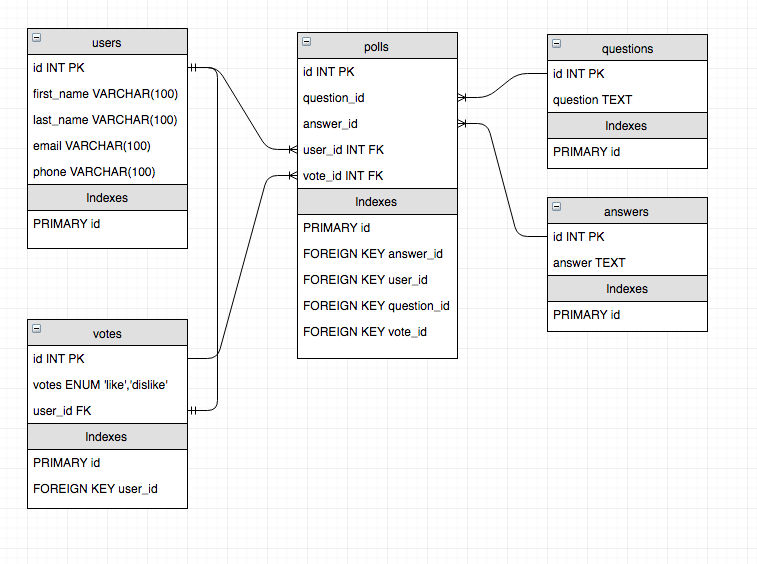 users
id INT PK
first_name VARCHAR(100)
last_name VARCHAR(100)
email VARCHAR(100)
phone VARCHAR(100)
Indexes
PRIMARY id
polls
id INT PK
question_id
answer_id
user_id INT FK
vote_id INT FK
Indexes
PRIMARY id
FOREIGN KEY answer_id
FOREIGN KEY user_id
FOREIGN KEY question_id
FOREIGN KEY vote_id
questions
id INT PK
question TEXT
Indexes
PRIMARY id
answers
id INT PK
answer TEXT
Indexes
PRIMARY id
votes
id INT PK
votes ENUM 'like','dislike'
user_id FK
Indexes
PRIMARY id
FOREIGN KEY user_id